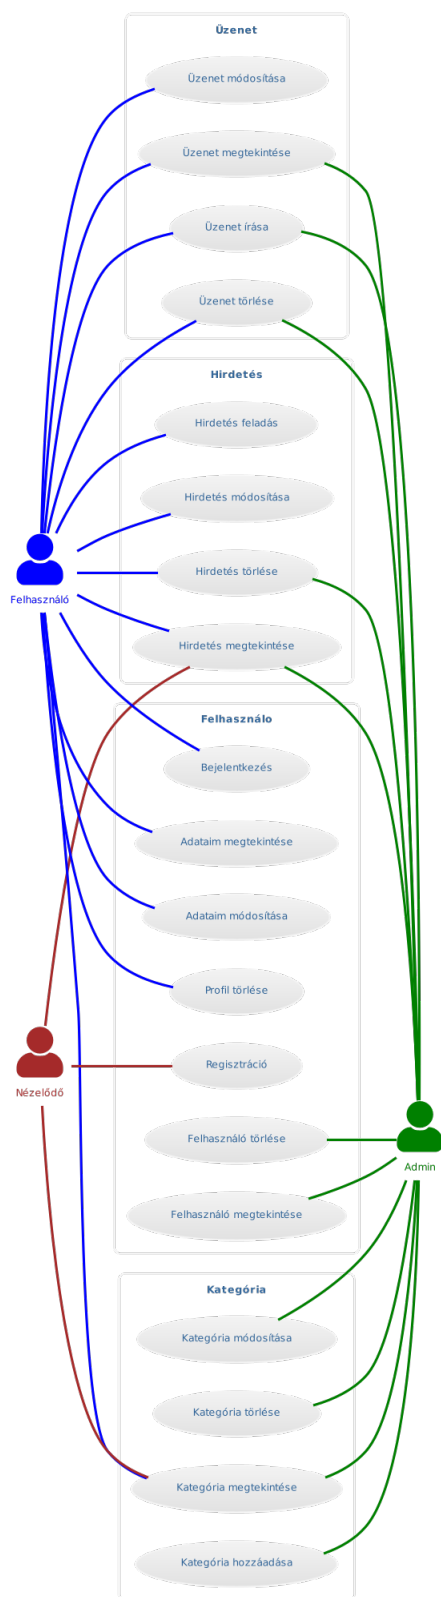 Üzenet
Üzenet módosítása
Üzenet megtekintése
Üzenet írása
Üzenet törlése
Hirdetés
Hirdetés feladás
Hirdetés módosítása
Hirdetés törlése
Felhasználó
Hirdetés megtekintése
Felhasználo
Bejelentkezés
Adataim megtekintése
Adataim módosítása
Profil törlése
Regisztráció
Nézelődő
Felhasználó törlése
Admin
Felhasználó megtekintése
Kategória
Kategória módosítása
Kategória törlése
Kategória megtekintése
Kategória hozzáadása